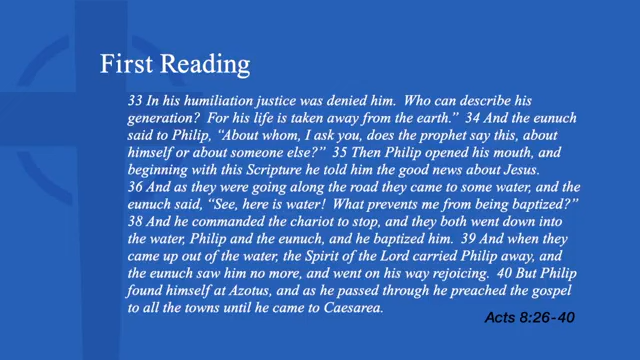 First Reading
33 In his humiliation justice was denied him.  Who can describe his
generation?  For his life is taken away from the earth.”  34 And the eunuch
said to Philip, “About whom, I ask you, does the prophet say this, about
himself or about someone else?”  35 Then Philip opened his mouth, and
beginning with this Scripture he told him the good news about Jesus.
36 And as they were going along the road they came to some water, and the
eunuch said, “See, here is water!  What prevents me from being baptized?”
38 And he commanded the chariot to stop, and they both went down into
the water, Philip and the eunuch, and he baptized him.  39 And when they
came up out of the water, the Spirit of the Lord carried Philip away, and
the eunuch saw him no more, and went on his way rejoicing.  40 But Philip
found himself at Azotus, and as he passed through he preached the gospel
to all the towns until he came to Caesarea.
Acts 8:26-40